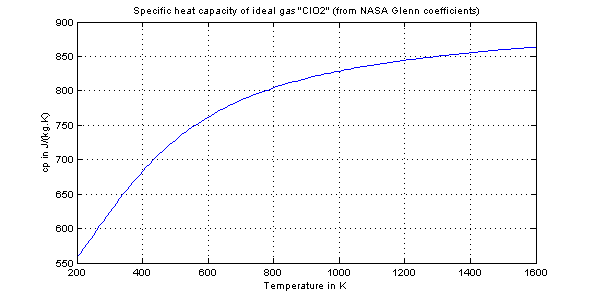 Specific heat capacity of ideal gas "ClO2" (from NASA Glenn coefficients)
900
850
800
750
700
650
600
550
cp in J/(kg.K)
200 400 600 800 1000 1200 1400 1600
Temperature in K